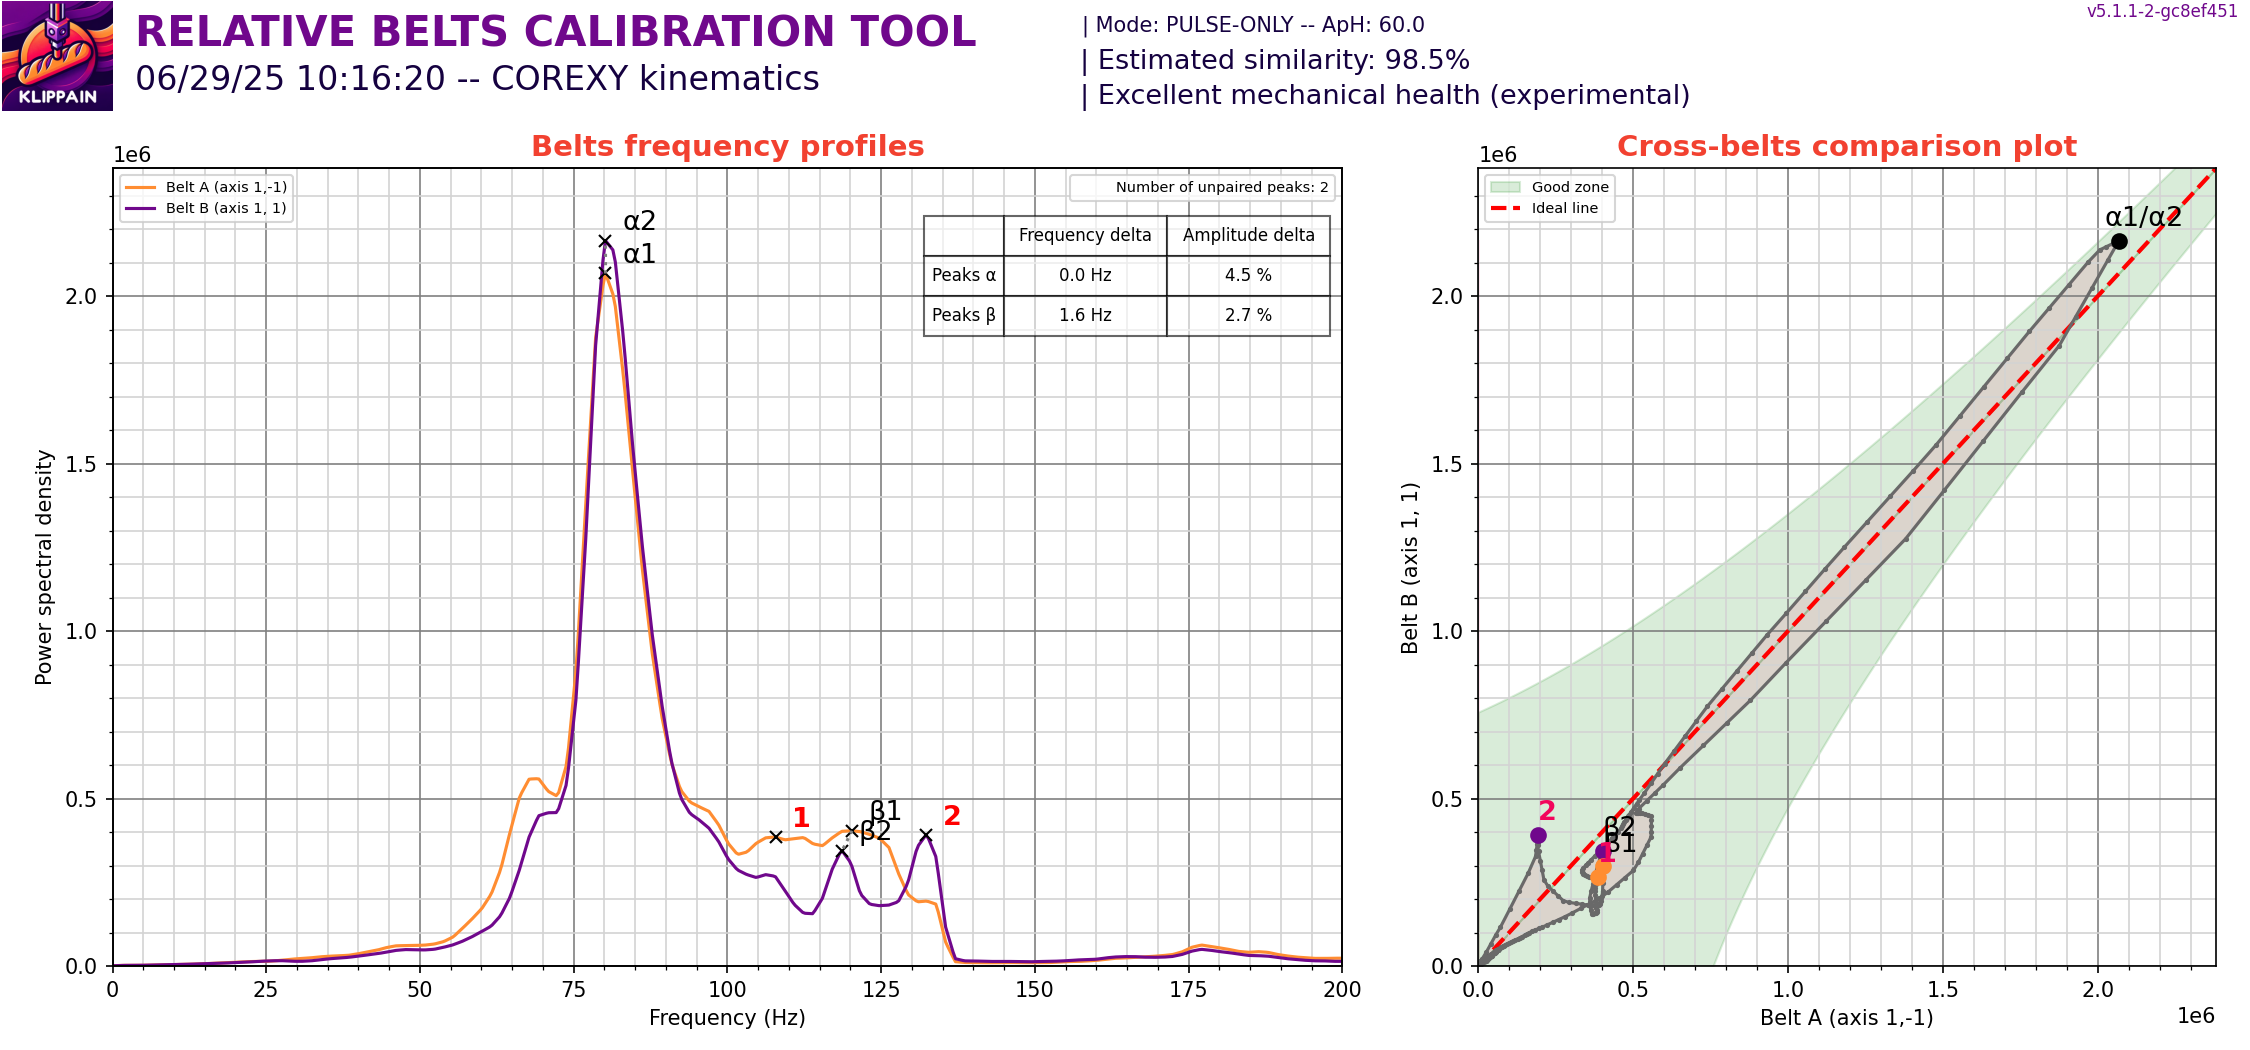 KLIPPAIN
RELATIVE BELTS CALIBRATION TOOL
06/29/25 10:16:20 -- COREXY kinematics
| Mode: PULSE-ONLY -- ApH: 60.0
| Estimated similarity: 98.5%
| Excellent mechanical health (experimental)
v5.1.1-2-gc8ef451
Belts frequency profiles
1e6
Belt A (axis 1,-1)
Belt B (axis 1, 1)
Number of unpaired peaks: 2
Frequency delta Amplitude delta
Peaks α 0.0 Hz 4.5 %
Peaks β 1.6 Hz 2.7 %
α2
α1
1
β1
β2
2
2.0
1.5
1.0
0.5
0.0
Power spectral density
0 25 50 75 100 125 150 175 200
Frequency (Hz)
Cross-belts comparison plot
1e6
Good zone
Ideal line
α1/α2
2
β2
β1
1
2.0
1.5
1.0
0.5
0.0
Belt B (axis 1, 1)
0.0 0.5 1.0 1.5 2.0
Belt A (axis 1,-1)
1e6